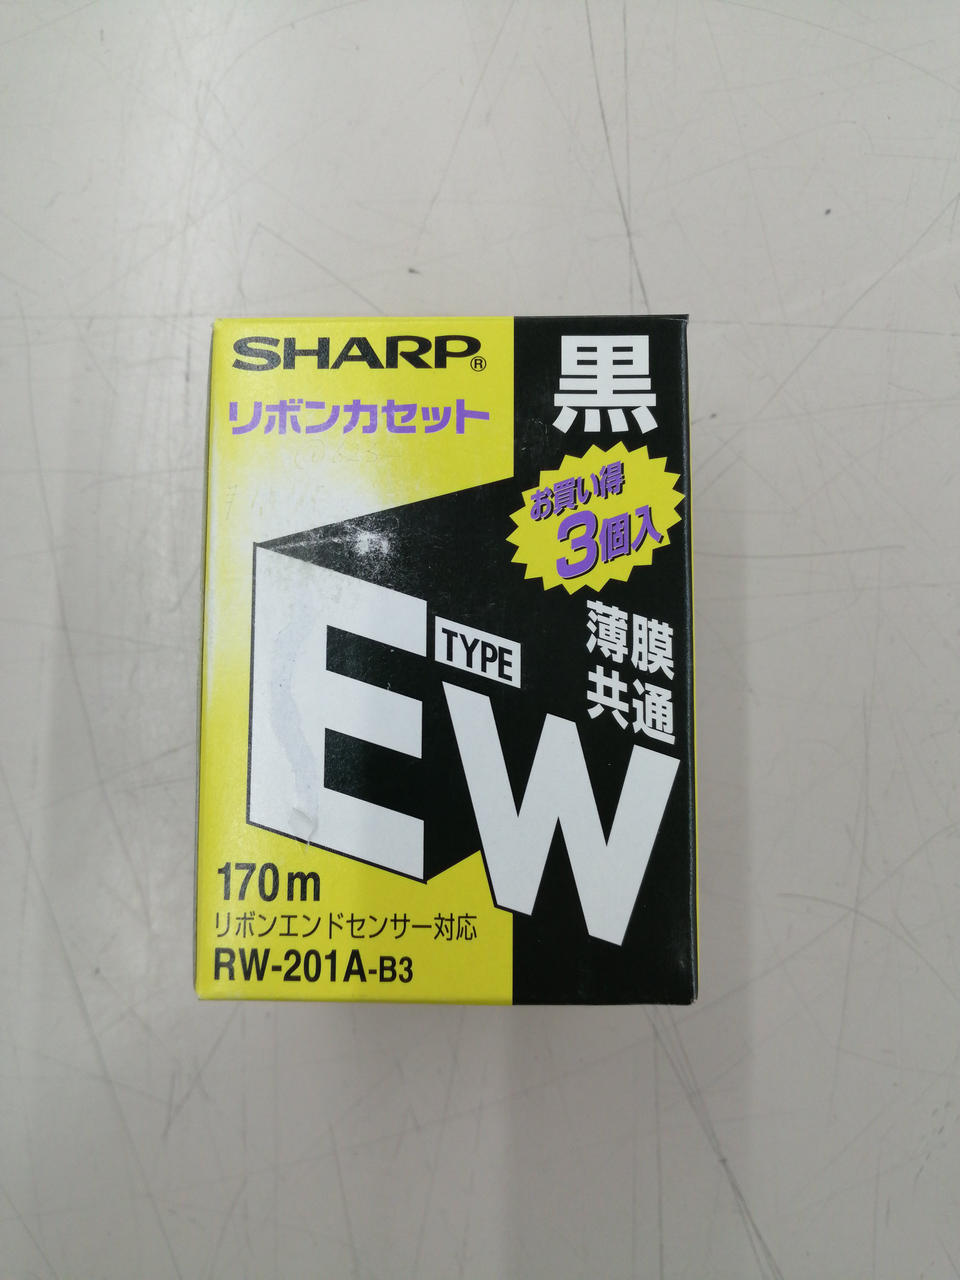 SHARP®
リボンカセット
黒
お買い得
3個入
薄膜
共通
E TYPE W
170m
リボンエンドセンサー対応
RW-201A-B3